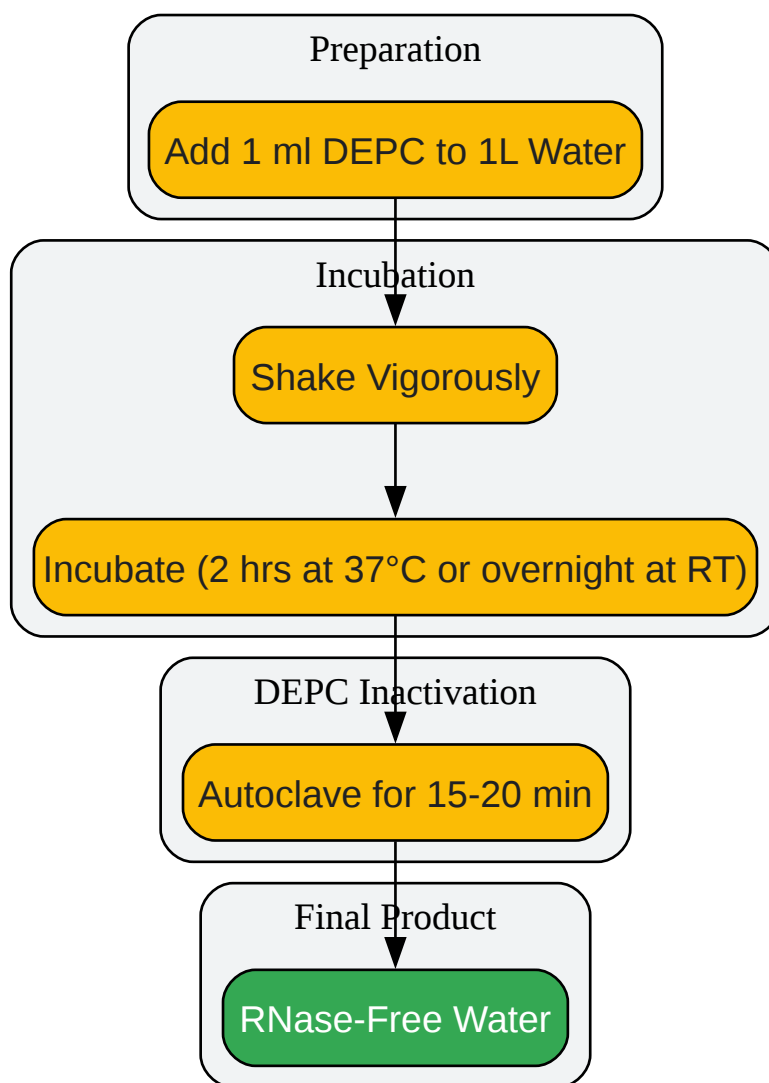 Preparation
Add 1 ml DEPC to 1L Water
Incubation
Shake Vigorously
Incubate (2 hrs at 37°C or overnight at RT)
DEPC Inactivation
Autoclave for 15-20 min
Final Product
RNase-Free Water